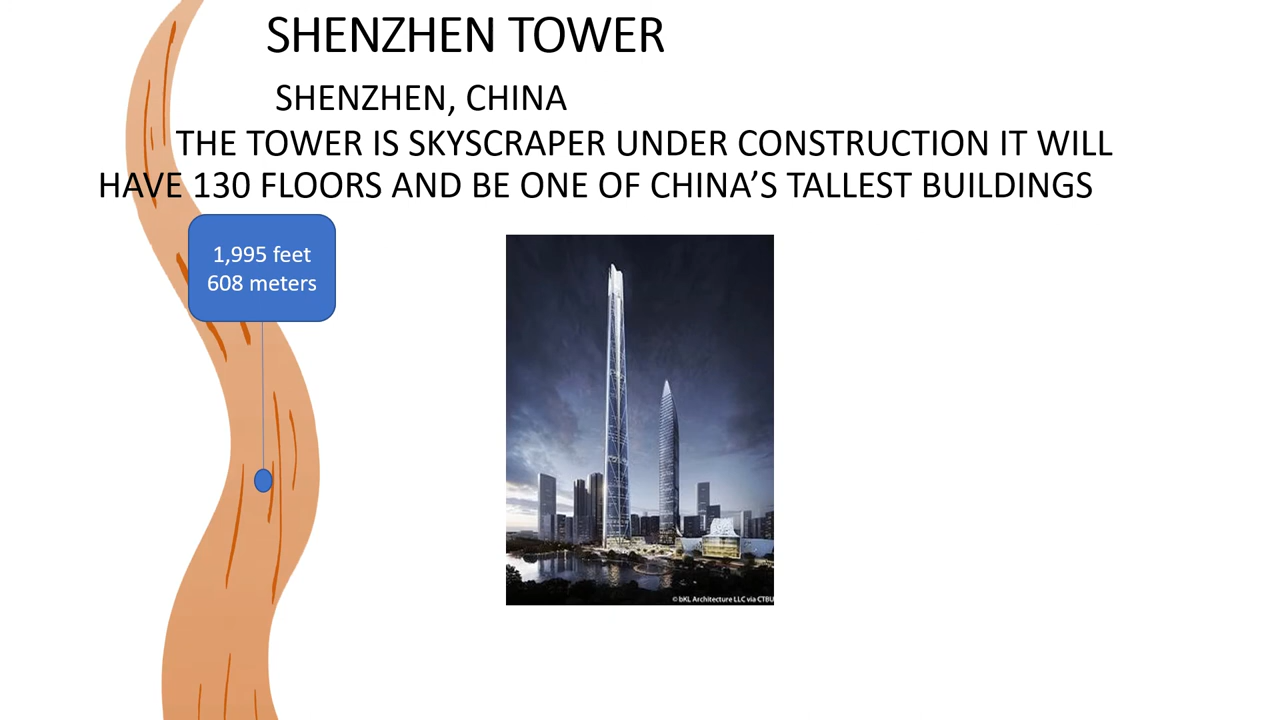 SHENZHEN TOWER
SHENZHEN, CHINA
THE TOWER IS SKYSCRAPER UNDER CONSTRUCTION IT WILL
HAVE 130 FLOORS AND BE ONE OF CHINA’S TALLEST BUILDINGS
1,995 feet
608 meters
© bKL Architecture LLC via CTBU